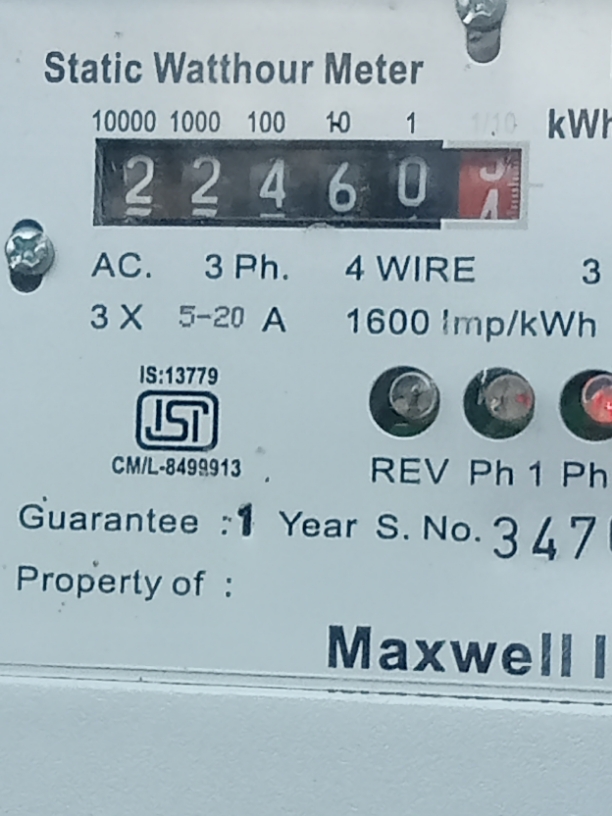 Static Watthour Meter
10000 1000 100 10 1 1/10 kWh
2 2 4 6 0
AC. 3 Ph. 4 WIRE 3
3 X 5-20 A 1600 Imp/kWh
IS:13779
ISI
CM/L-8499913
REV Ph 1 Ph
Guarantee : 1 Year S. No. 347
Property of :
Maxwell I